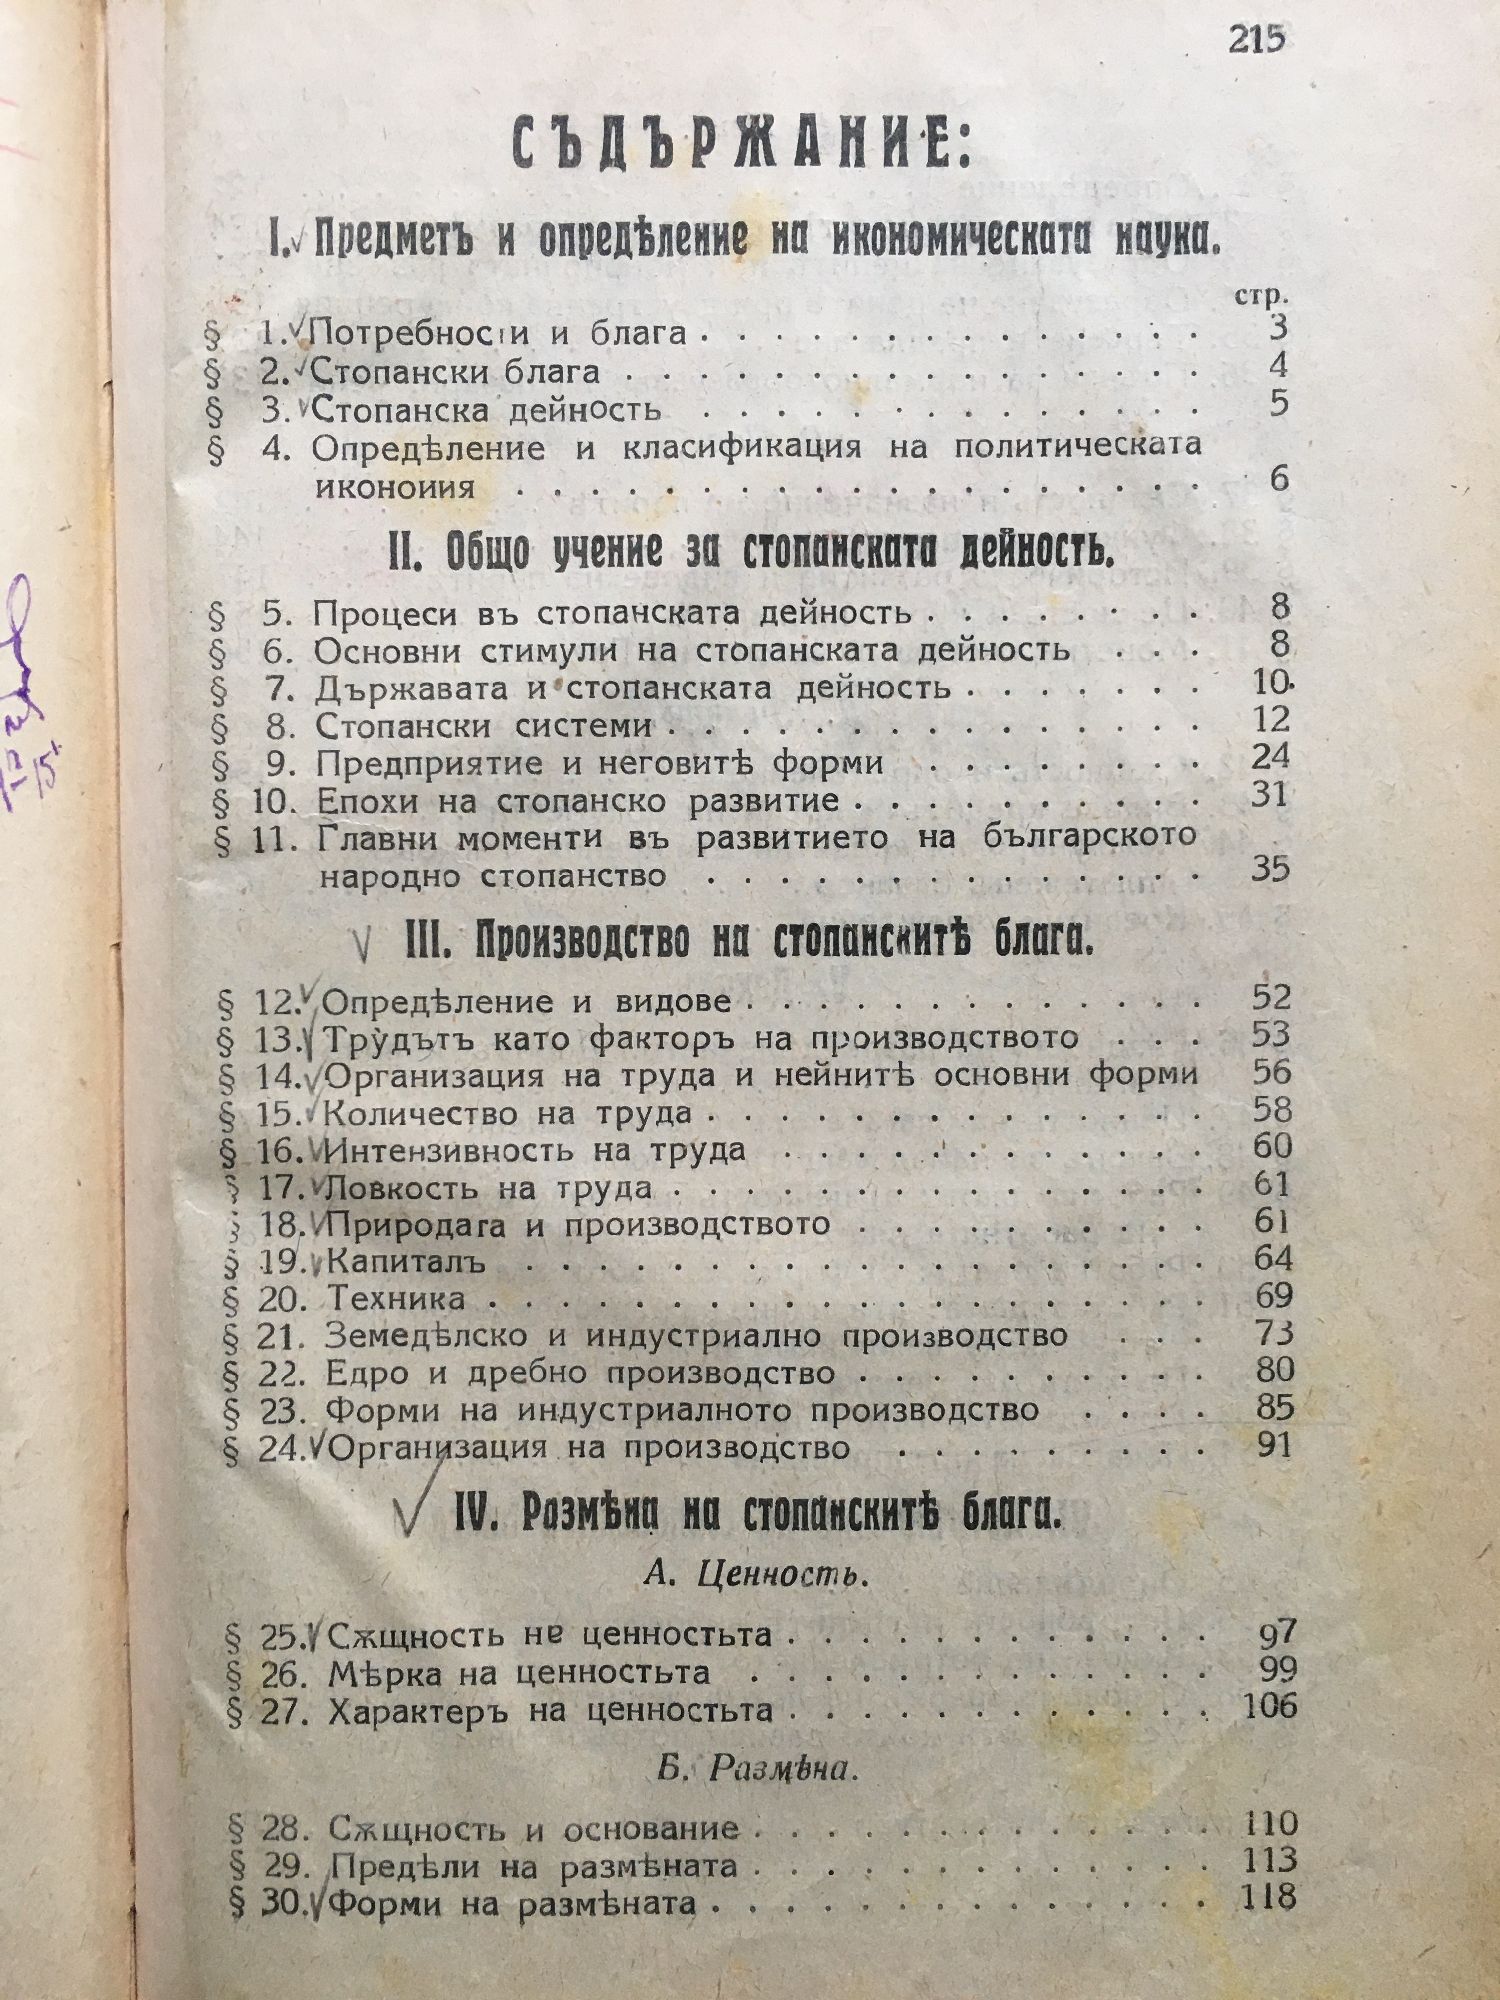 215
СЪДЪРЖАНИЕ:
I. Предметъ и опредѣление на икономическата наука.
стр.
§ 1. Потребности и блага . . . . . . . . . . . . . . 3
§ 2. Стопански блага . . . . . . . . . . . . . . . . 4
§ 3. Стопанска дейность . . . . . . . . . . . . . . 5
§ 4. Опредѣление и класификация на политическата
иконоиия . . . . . . . . . . . . . . . . . . . 6
II. Общо учение за стопанската дейность.
§ 5. Процеси въ стопанската дейность . . . . . . . . 8
§ 6. Основни стимули на стопанската дейность . . . 8
§ 7. Държавата и стопанската дейность . . . . . . . 10
§ 8. Стопански системи . . . . . . . . . . . . . . . 12
§ 9. Предприятие и неговитѣ форми . . . . . . . . 24
§ 10. Епохи на стопанско развитие . . . . . . . . . . 31
§ 11. Главни моменти въ развитието на българското
народно стопанство . . . . . . . . . . . . . . 35
III. Производство на стопанскитѣ блага.
§ 12. Опредѣление и видове . . . . . . . . . . . . . 52
§ 13. Трудътъ като факторъ на производството . . . 53
§ 14. Организация на труда и нейнитѣ основни форми 56
§ 15. Количество на труда . . . . . . . . . . . . . . 58
§ 16. Интензивность на труда . . . . . . . . . . . . 60
§ 17. Ловкость на труда . . . . . . . . . . . . . . . 61
§ 18. Природага и производството . . . . . . . . . . 61
§ 19. Капиталъ . . . . . . . . . . . . . . . . . . . 64
§ 20. Техника . . . . . . . . . . . . . . . . . . . . 69
§ 21. Земедѣлско и индустриално производство . . . 73
§ 22. Едро и дребно производство . . . . . . . . . . 80
§ 23. Форми на индустриалното производство . . . . 85
§ 24. Организация на производство . . . . . . . . . 91
IV. Размѣна на стопанскитѣ блага.
А. Ценность.
§ 25. Сѫщность на ценностьта . . . . . . . . . . . . 97
§ 26. Мѣрка на ценностьта . . . . . . . . . . . . . 99
§ 27. Характеръ на ценностьта . . . . . . . . . . . . 106
Б. Размѣна.
§ 28. Сѫщность и основание . . . . . . . . . . . . . 110
§ 29. Предѣли на размѣната . . . . . . . . . . . . . 113
§ 30. Форми на размѣната . . . . . . . . . . . . . . 118